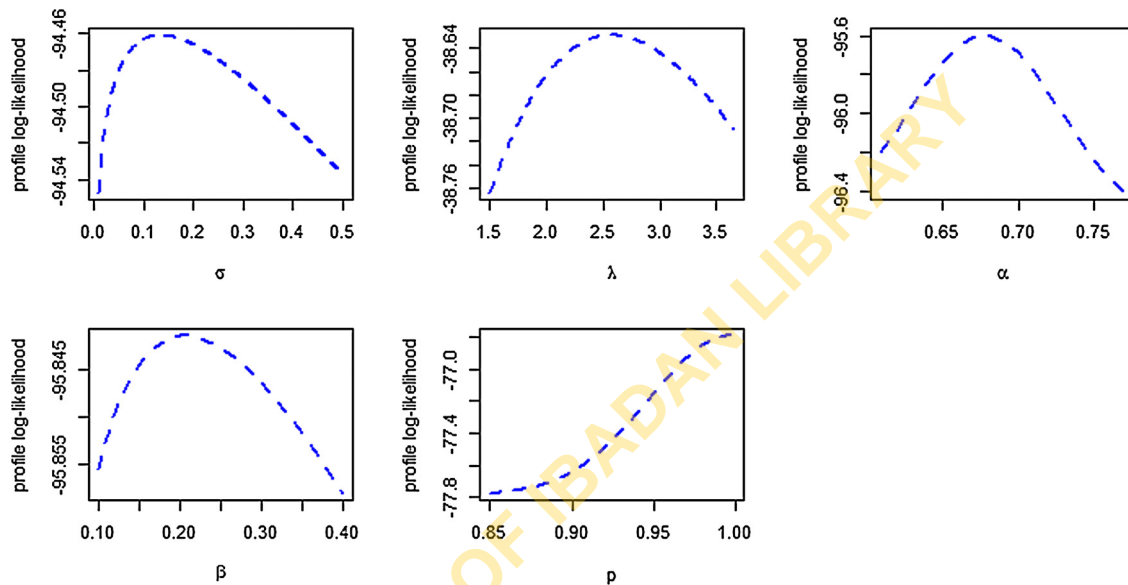 profile log-likelihood
-94.54 -94.50 -94.46
0.0 0.1 0.2 0.3 0.4 0.5
σ
profile log-likelihood
-38.76 -38.70 -38.64
1.5 2.0 2.5 3.0 3.5
λ
profile log-likelihood
-96.4 -96.0 -95.6
0.65 0.70 0.75
α
profile log-likelihood
-95.855 -95.845
0.10 0.20 0.30 0.40
β
profile log-likelihood
-77.8 -77.4 -77.0
0.85 0.90 0.95 1.00
p
OF IBADAN LIBRARY